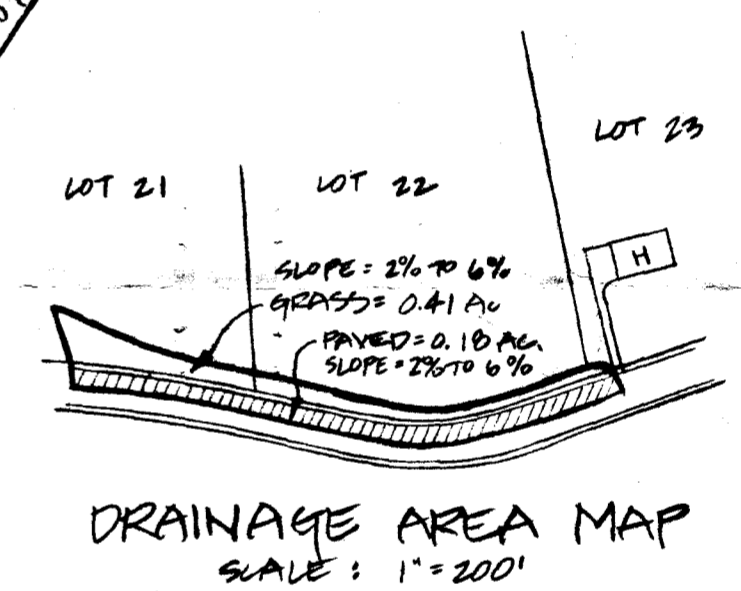 LOT 23
LOT 21
LOT 22
H
SLOPE = 2% TO 6%
GRASS = 0.41 AC
PAVED = 0.18 AC.
SLOPE = 2% TO 6%
DRAINAGE AREA MAP
SCALE : 1" = 200'